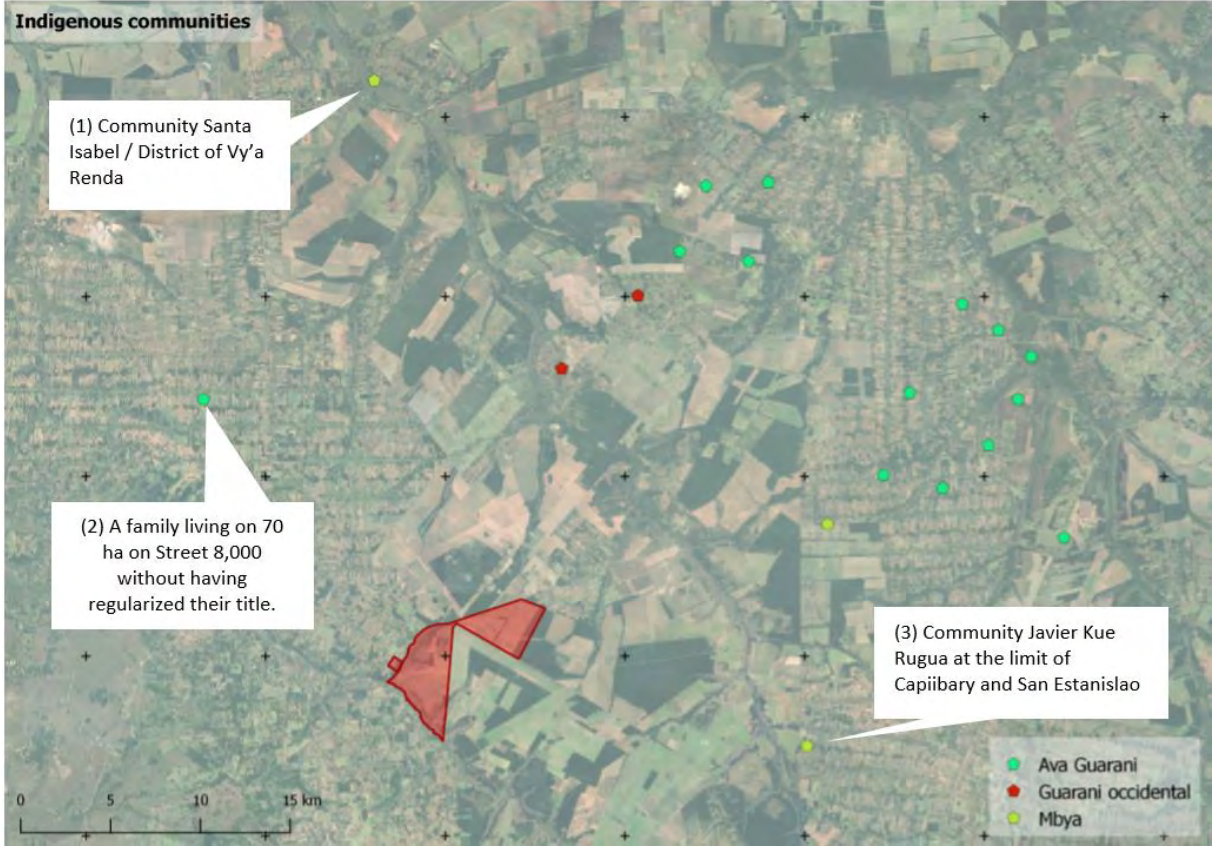 Indigenous communities
(1) Community Santa
Isabel / District of Vy’a
Renda
(2) A family living on 70
ha on Street 8,000
without having
regularized their title.
(3) Community Javier Kue
Rugua at the limit of
Capiibary and San Estanislao
Ava Guarani
Guarani occidental
Mbya
0 5 10 15 km